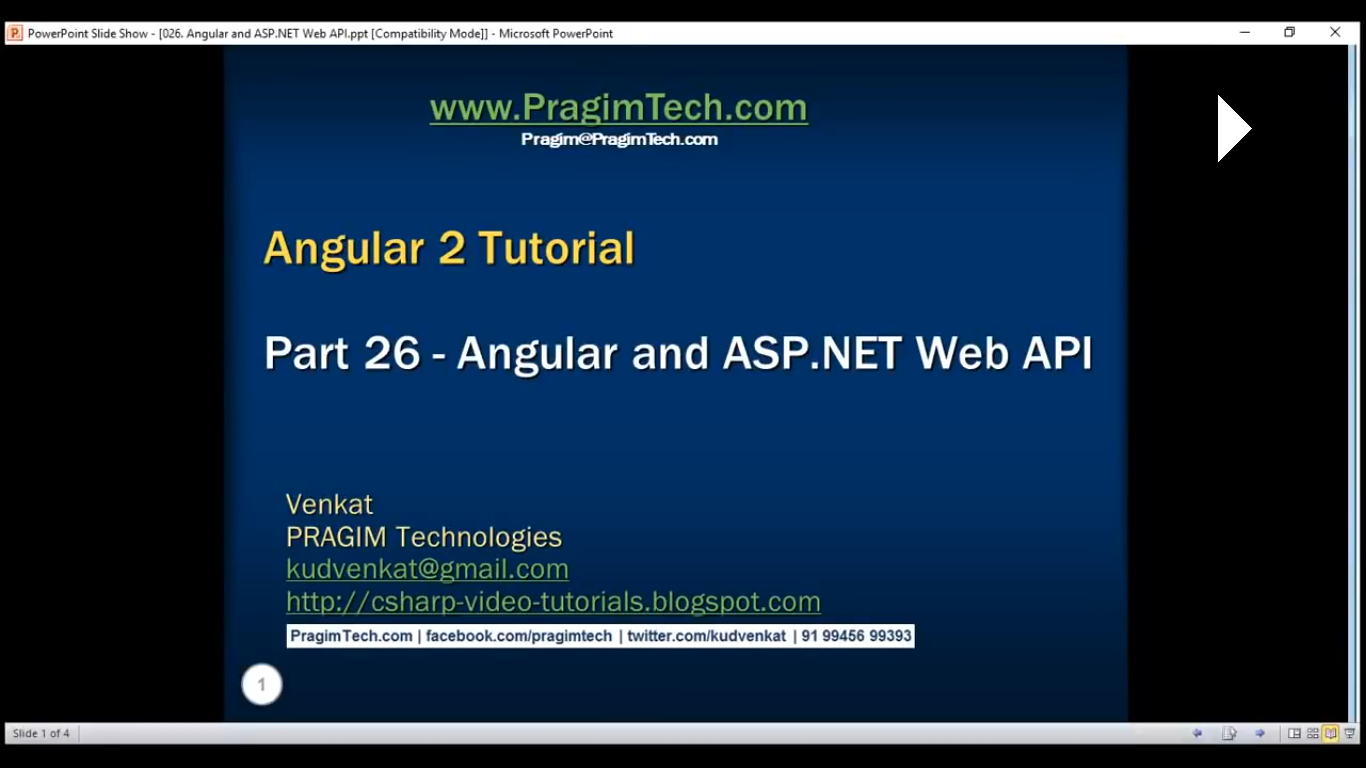 PowerPoint Slide Show - [026. Angular and ASP.NET Web API.ppt [Compatibility Mode]] - Microsoft PowerPoint
www.PragimTech.com
Pragim@PragimTech.com
Angular 2 Tutorial
Part 26 - Angular and ASP.NET Web API
Venkat
PRAGIM Technologies
kudvenkat@gmail.com
http://csharp-video-tutorials.blogspot.com
PragimTech.com | facebook.com/pragimtech | twitter.com/kudvenkat | 91 99456 99393
1
Slide 1 of 4